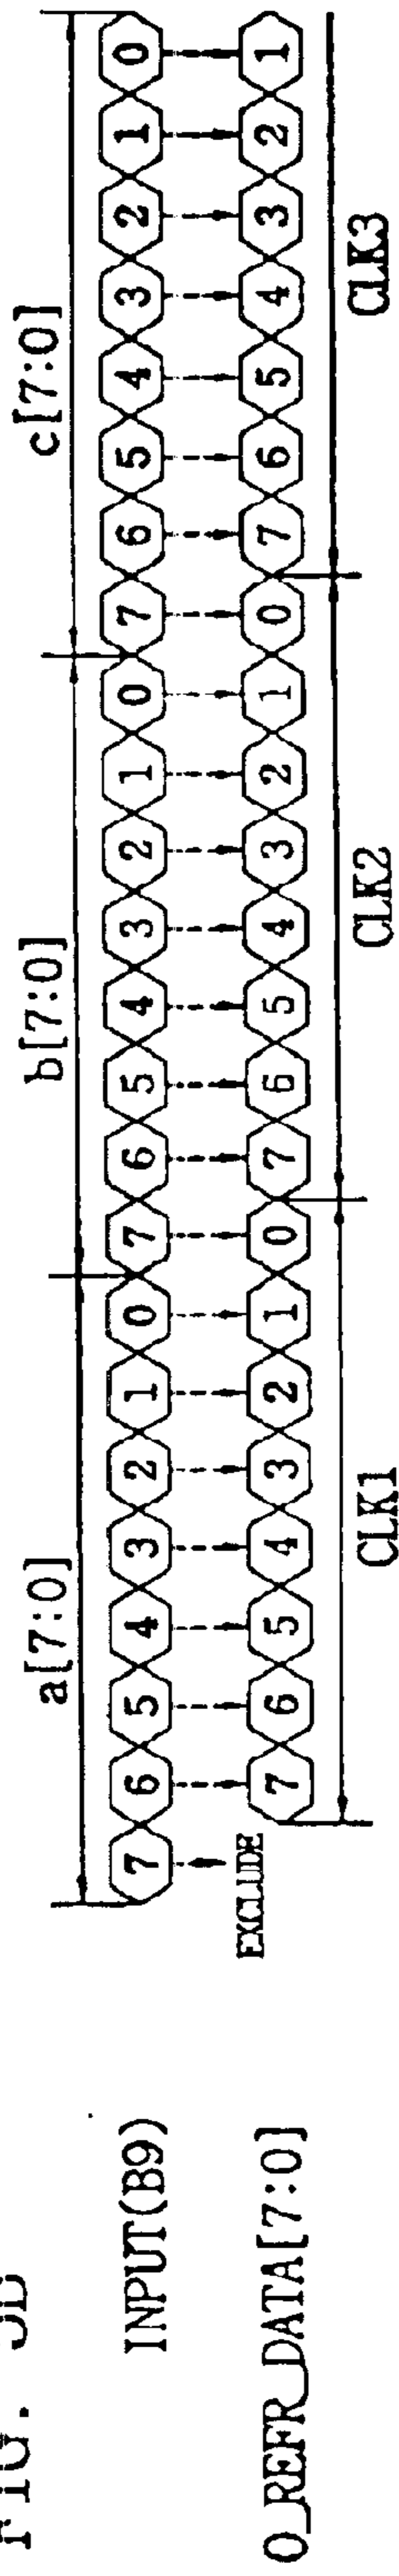 FIG.
a[7:0] b[7:0] c[7:0]
INPUT(B9) 7 6 5 4 3 2 1 0 7 6 5 4 3 2 1 0 7 6 5 4 3 2 1 0
EXCLUDE
O_REFR_DATA[7:0] 7 6 5 4 3 2 1 0 7 6 5 4 3 2 1 0 7 6 5 4 3 2 1
CLK1 CLK2 CLK3